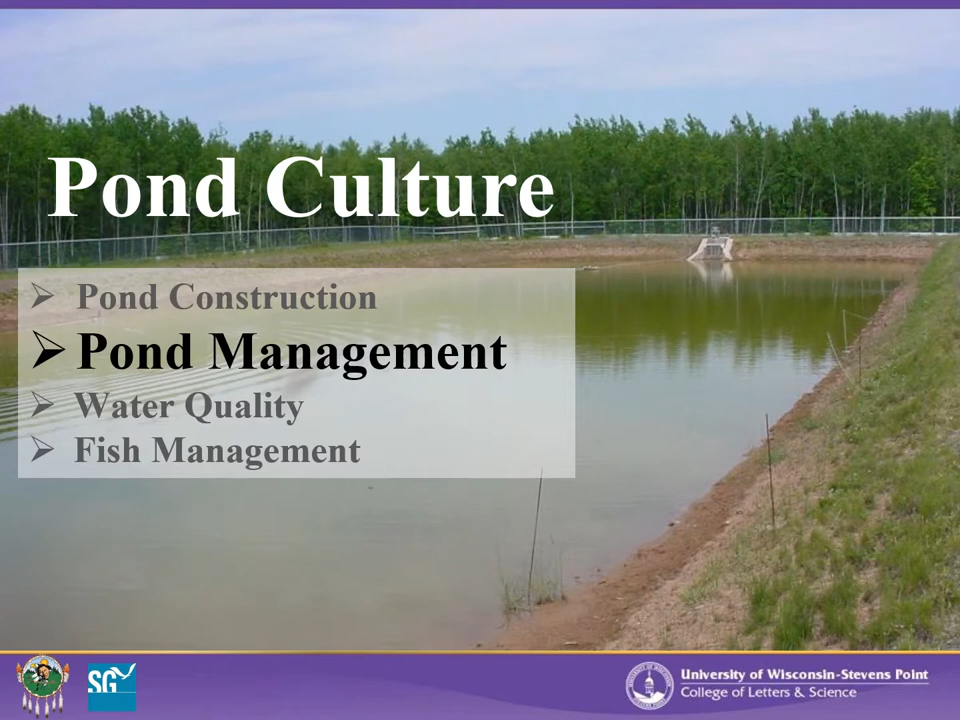 Pond Culture
➢ Pond Construction
➢ Pond Management
➢ Water Quality
➢ Fish Management
SG
University of Wisconsin-Stevens Point
College of Letters & Science